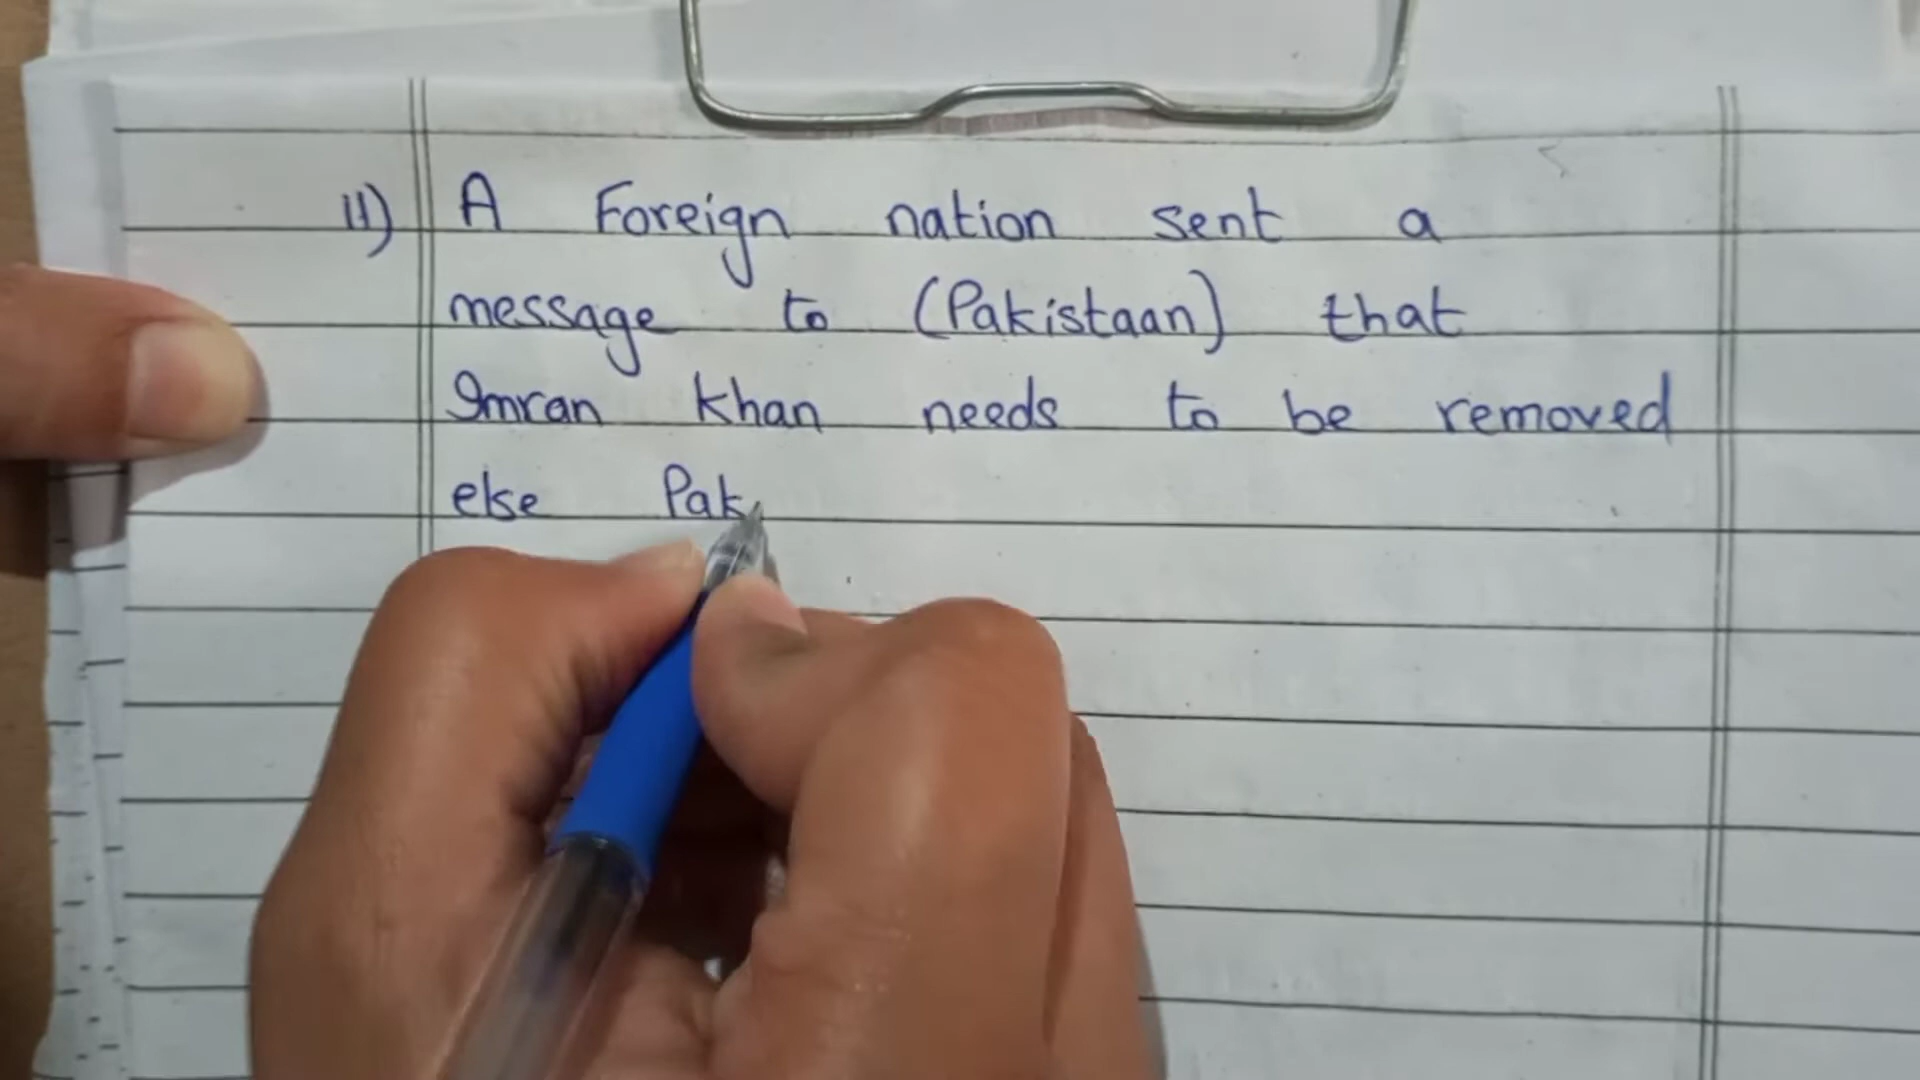 11) A Foreign nation sent a
message to (Pakistaan) that
Imran khan needs to be removed
else Pak